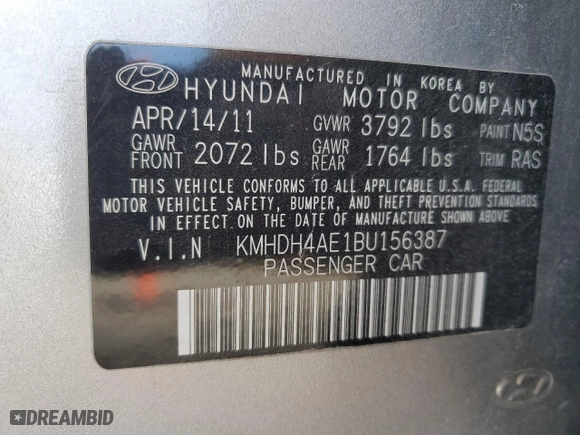 MANUFACTURED IN KOREA BY
HYUNDAI MOTOR COMPANY
APR/14/11 GVWR 3792 lbs PAINT N5S
GAWR FRONT 2072 lbs GAWR REAR 1764 lbs TRIM RAS
THIS VEHICLE CONFORMS TO ALL APPLICABLE U.S.A. FEDERAL
MOTOR VEHICLE SAFETY, BUMPER, AND THEFT PREVENTION STANDARDS
IN EFFECT ON THE DATE OF MANUFACTURE SHOWN ABOVE.
V.I.N KMHDH4AE1BU156387
PASSENGER CAR
DREAMBID